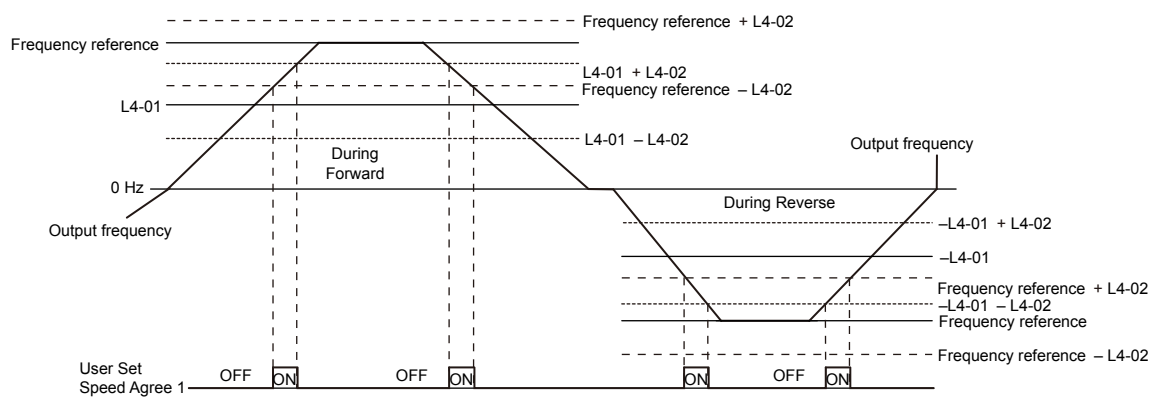 Frequency reference + L4-02
Frequency reference
L4-01 + L4-02
Frequency reference – L4-02
L4-01
L4-01 – L4-02
During
Forward
Output frequency
0 Hz
During Reverse
Output frequency
–L4-01 + L4-02
–L4-01
Frequency reference + L4-02
–L4-01 – L4-02
Frequency reference
Frequency reference – L4-02
User Set
Speed Agree 1
OFF
ON
OFF
ON
ON
OFF
ON